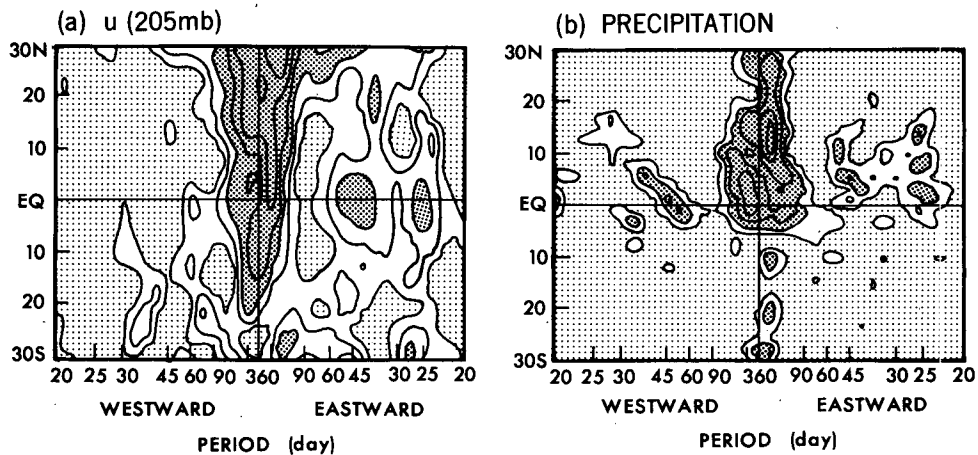 (a) u (205mb)
30N
20
10
EQ
10
20
30S
20 25 30 45 60 90 360 90 60 45 30 25 20
WESTWARD EASTWARD
PERIOD (day)
(b) PRECIPITATION
30N
20
10
EQ
10
20
30S
20 25 30 45 60 90 360 90 60 45 30 25 20
WESTWARD EASTWARD
PERIOD (day)